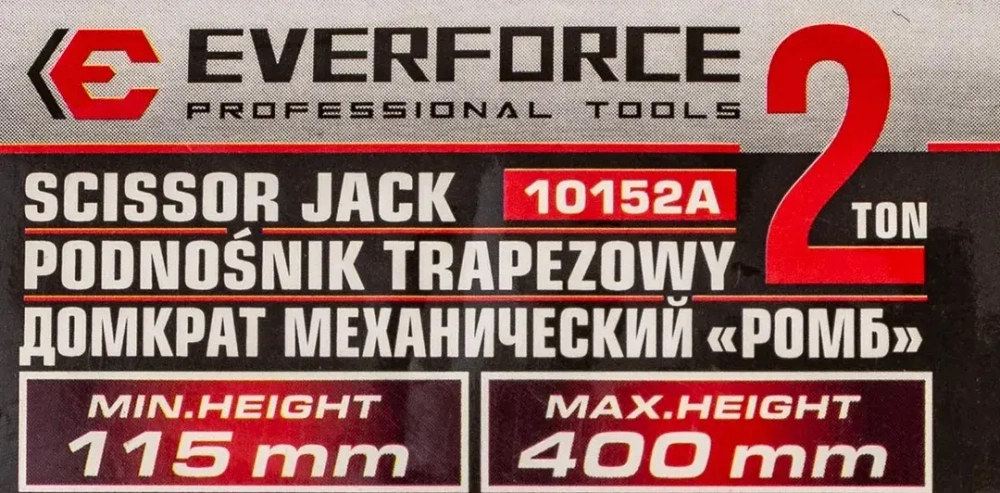 EVERFORCE
PROFESSIONAL TOOLS
2 TON
SCISSOR JACK 10152A
PODNOŚNIK TRAPEZOWY
ДОМКРАТ МЕХАНИЧЕСКИЙ «РОМБ»
MIN.HEIGHT
115 mm
MAX.HEIGHT
400 mm